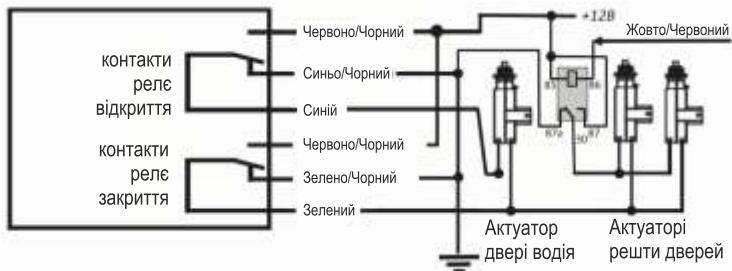 контакти
реле
відкриття
контакти
реле
закриття
Червоно/Чорний
Синьо/Чорний
Синій
Червоно/Чорний
Зелено/Чорний
Зелений
+12В
Жовто/Червоний
85
86
87а
30
87
Актуатор
двері водія
Актуаторі
решти дверей